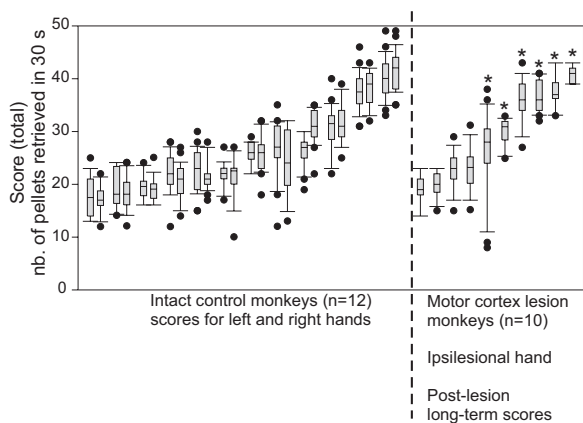 Score (total)
nb. of pellets retrieved in 30 s
50
40
30
20
10
0
* * * * * *
Intact control monkeys (n=12)
scores for left and right hands
Motor cortex lesion
monkeys (n=10)
Ipsilesional hand
Post-lesion
long-term scores